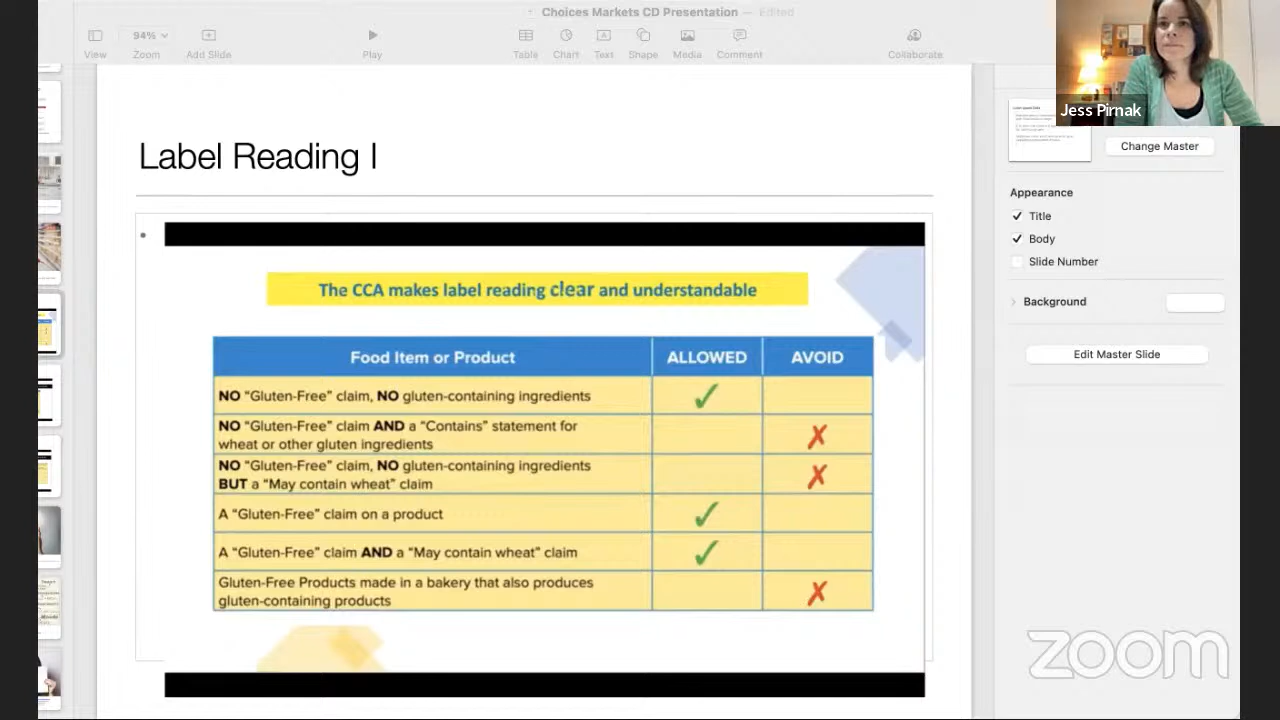 Choices Markets CD Presentation — Edited
94%
View
Zoom
Add Slide
Play
Table
Chart
Text
Shape
Media
Comment
Collaborate
Jess Pirnak
Change Master
Appearance
Title
Body
Slide Number
Background
Edit Master Slide
Label Reading I
The CCA makes label reading clear and understandable
Food Item or Product ALLOWED AVOID
NO "Gluten-Free" claim, NO gluten-containing ingredients ✓
NO "Gluten-Free" claim AND a "Contains" statement for
wheat or other gluten ingredients ✗
NO "Gluten-Free" claim, NO gluten-containing ingredients
BUT a "May contain wheat" claim ✗
A "Gluten-Free" claim on a product ✓
A "Gluten-Free" claim AND a "May contain wheat" claim ✓
Gluten-Free Products made in a bakery that also produces
gluten-containing products ✗
zoom